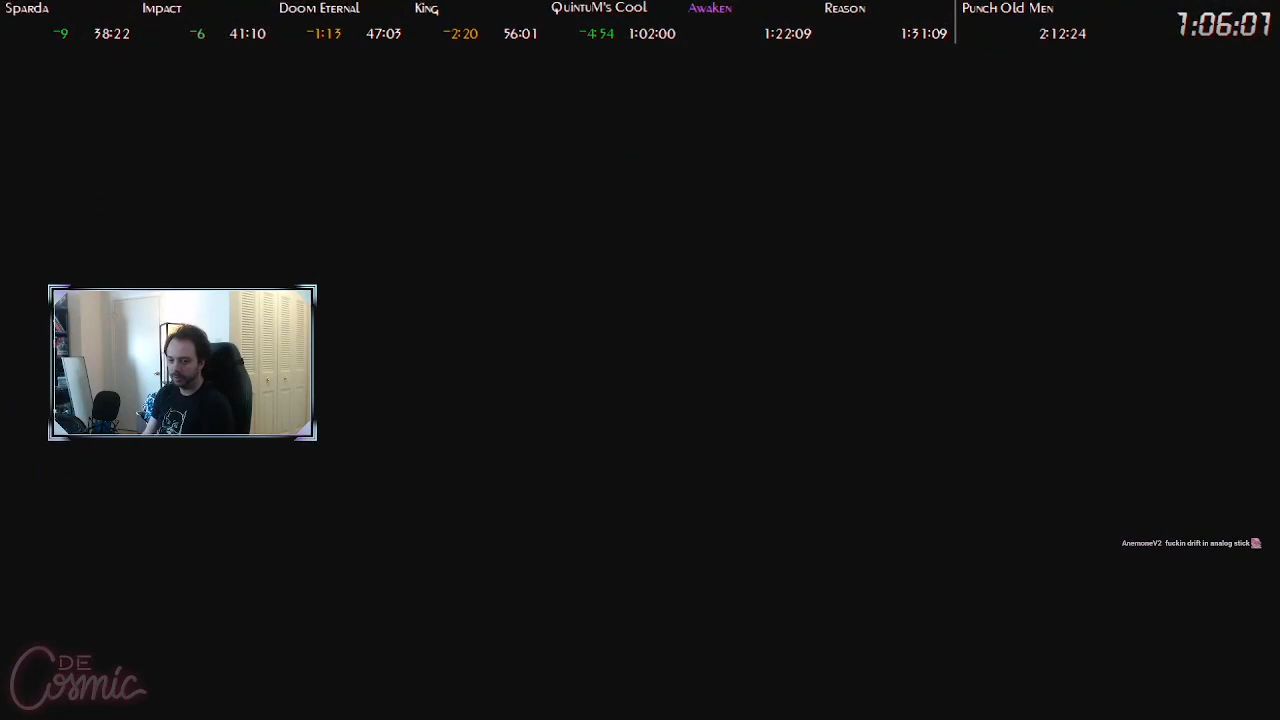 Sparda Impact Doom Eternal King QuintuM's Cool Awaken Reason Punch Old Men
-9 38:22 -6 41:10 -1:13 47:03 -2:20 56:01 -4:54 1:02:00 1:22:09 1:31:09 2:12:24
1:06:01
AnemoneV2 fuckin drift in analog stick
DE
Cosmic